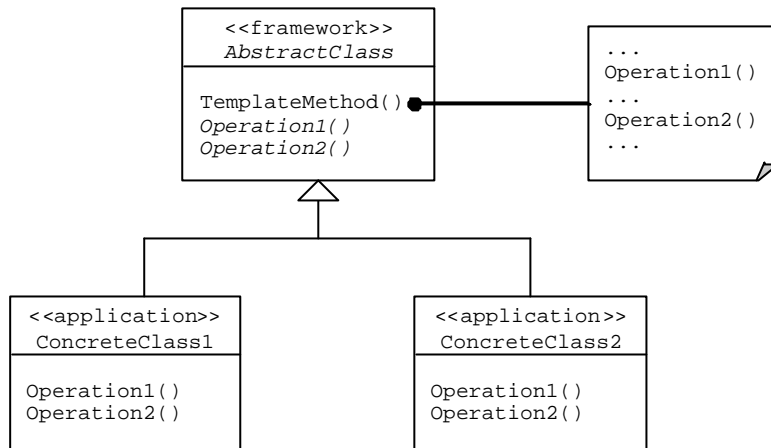 <<framework>>
AbstractClass
TemplateMethod()
Operation1()
Operation2()
...
Operation1()
...
Operation2()
...
<<application>>
ConcreteClass1
Operation1()
Operation2()
<<application>>
ConcreteClass2
Operation1()
Operation2()